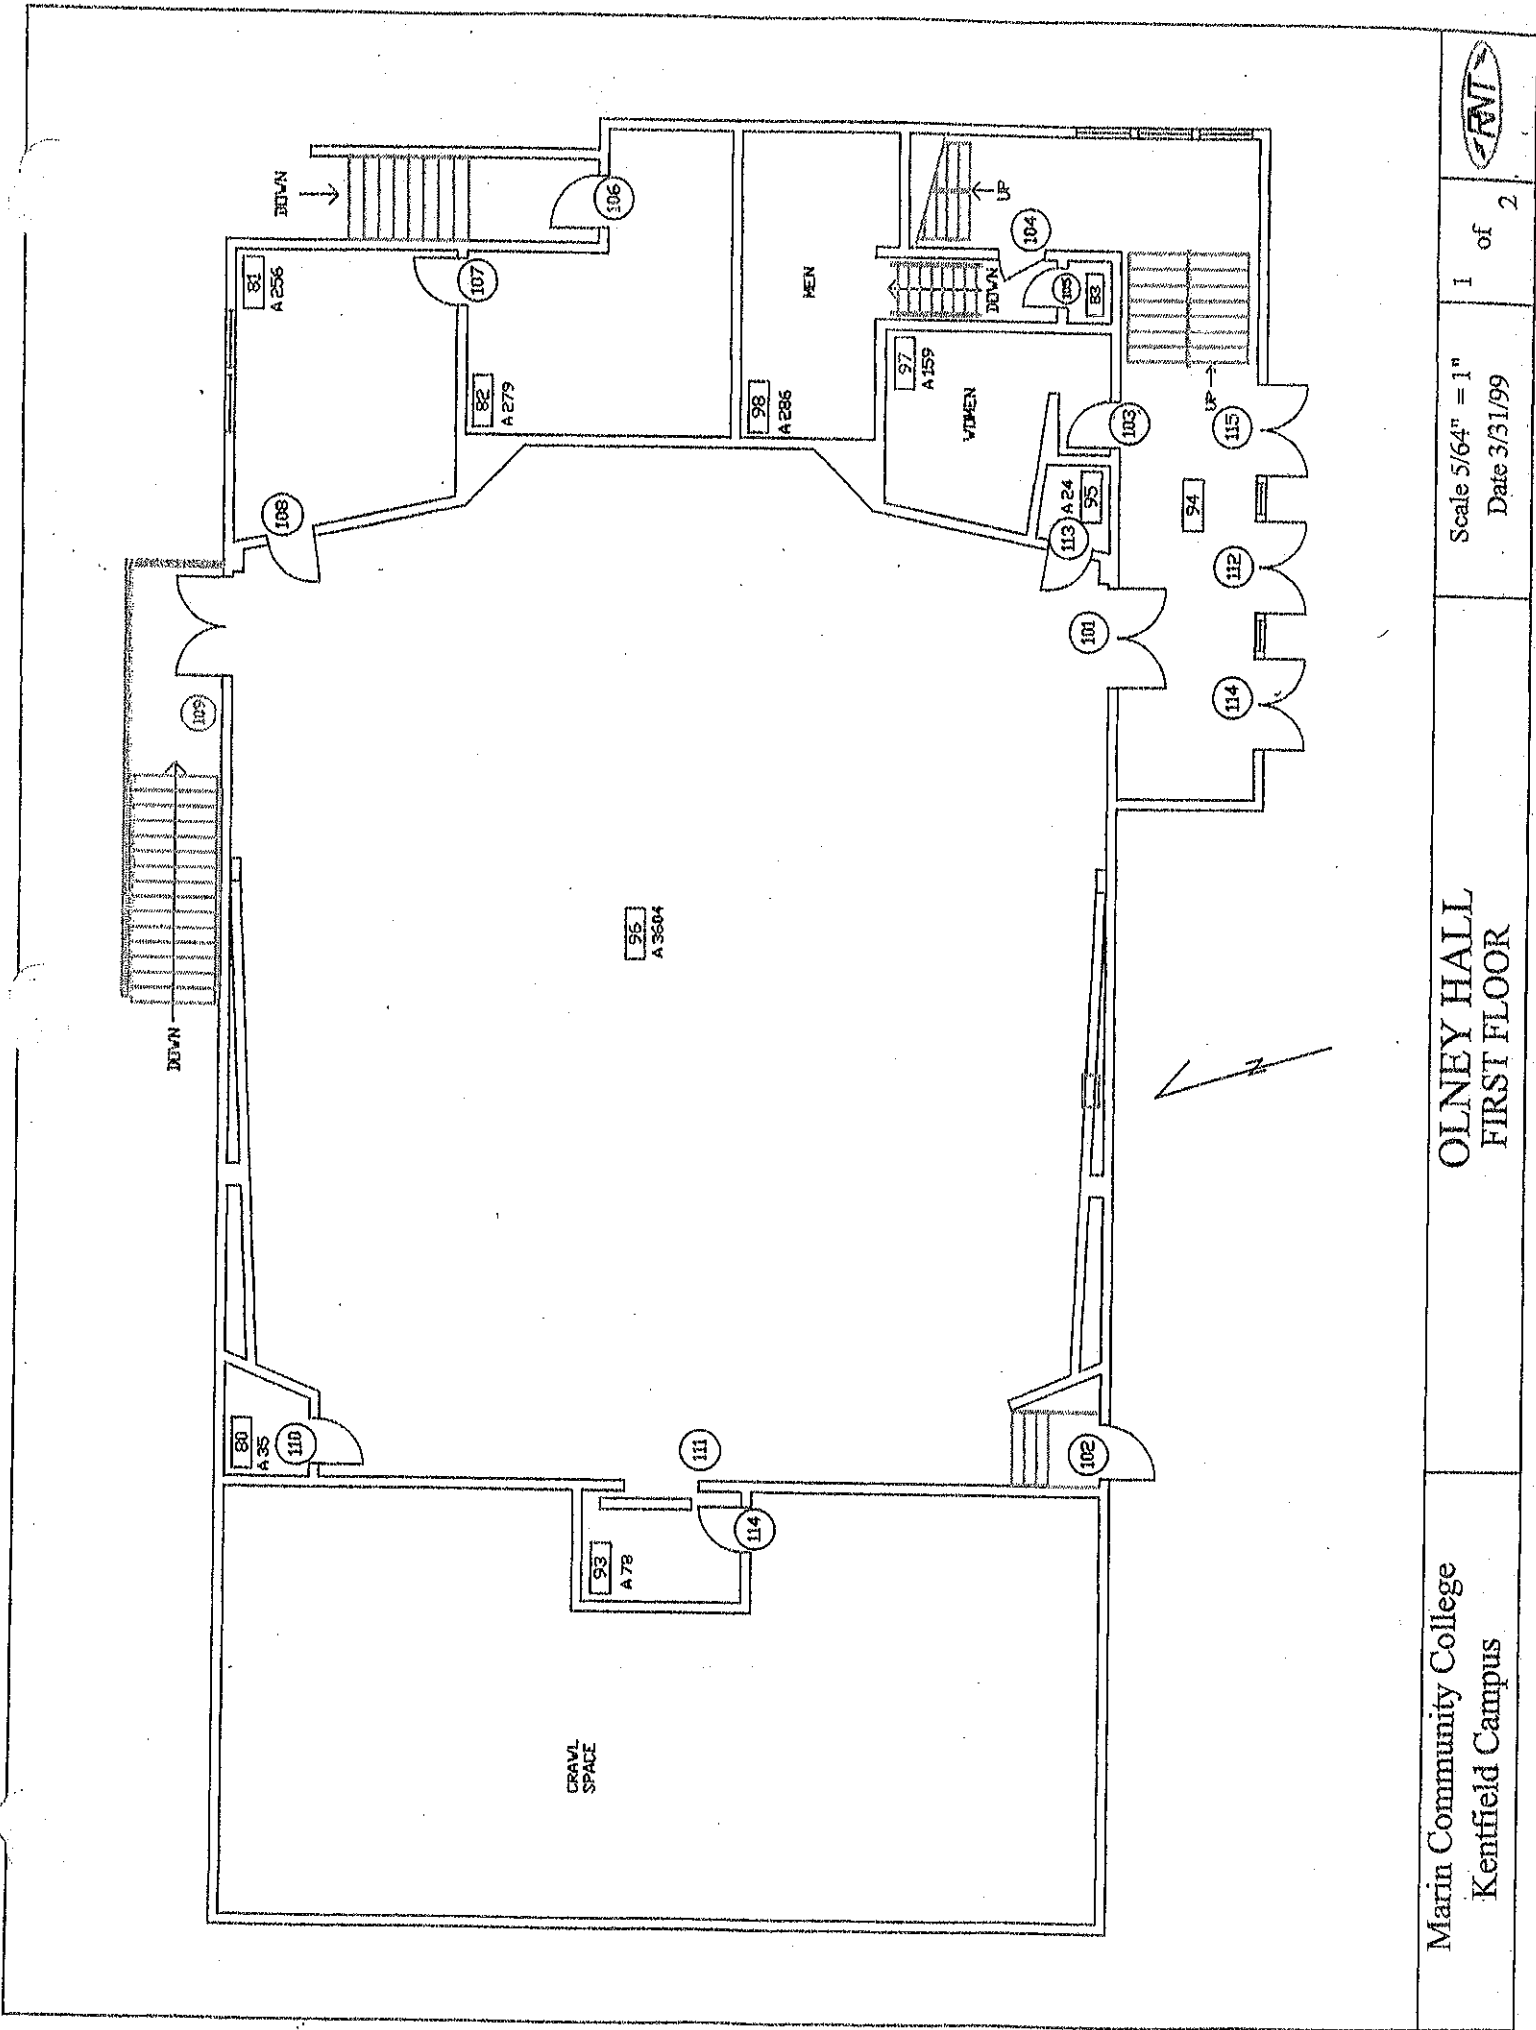 DOWN
81
A 256
106
107
108
82
A 279
DOWN
109
MEN
98
A 286
UP
104
DOWN
105
83
97
A 159
WOMEN
103
UP
115
A 24
95
113
94
112
101
114
96
A 3604
80
A 35
110
111
102
93
A 78
114
CRAWL
SPACE
N
Marin Community College
Kentfield Campus
OLNEY HALL
FIRST FLOOR
Scale 5/64" = 1"
Date 3/31/99
1 of 2
RNT